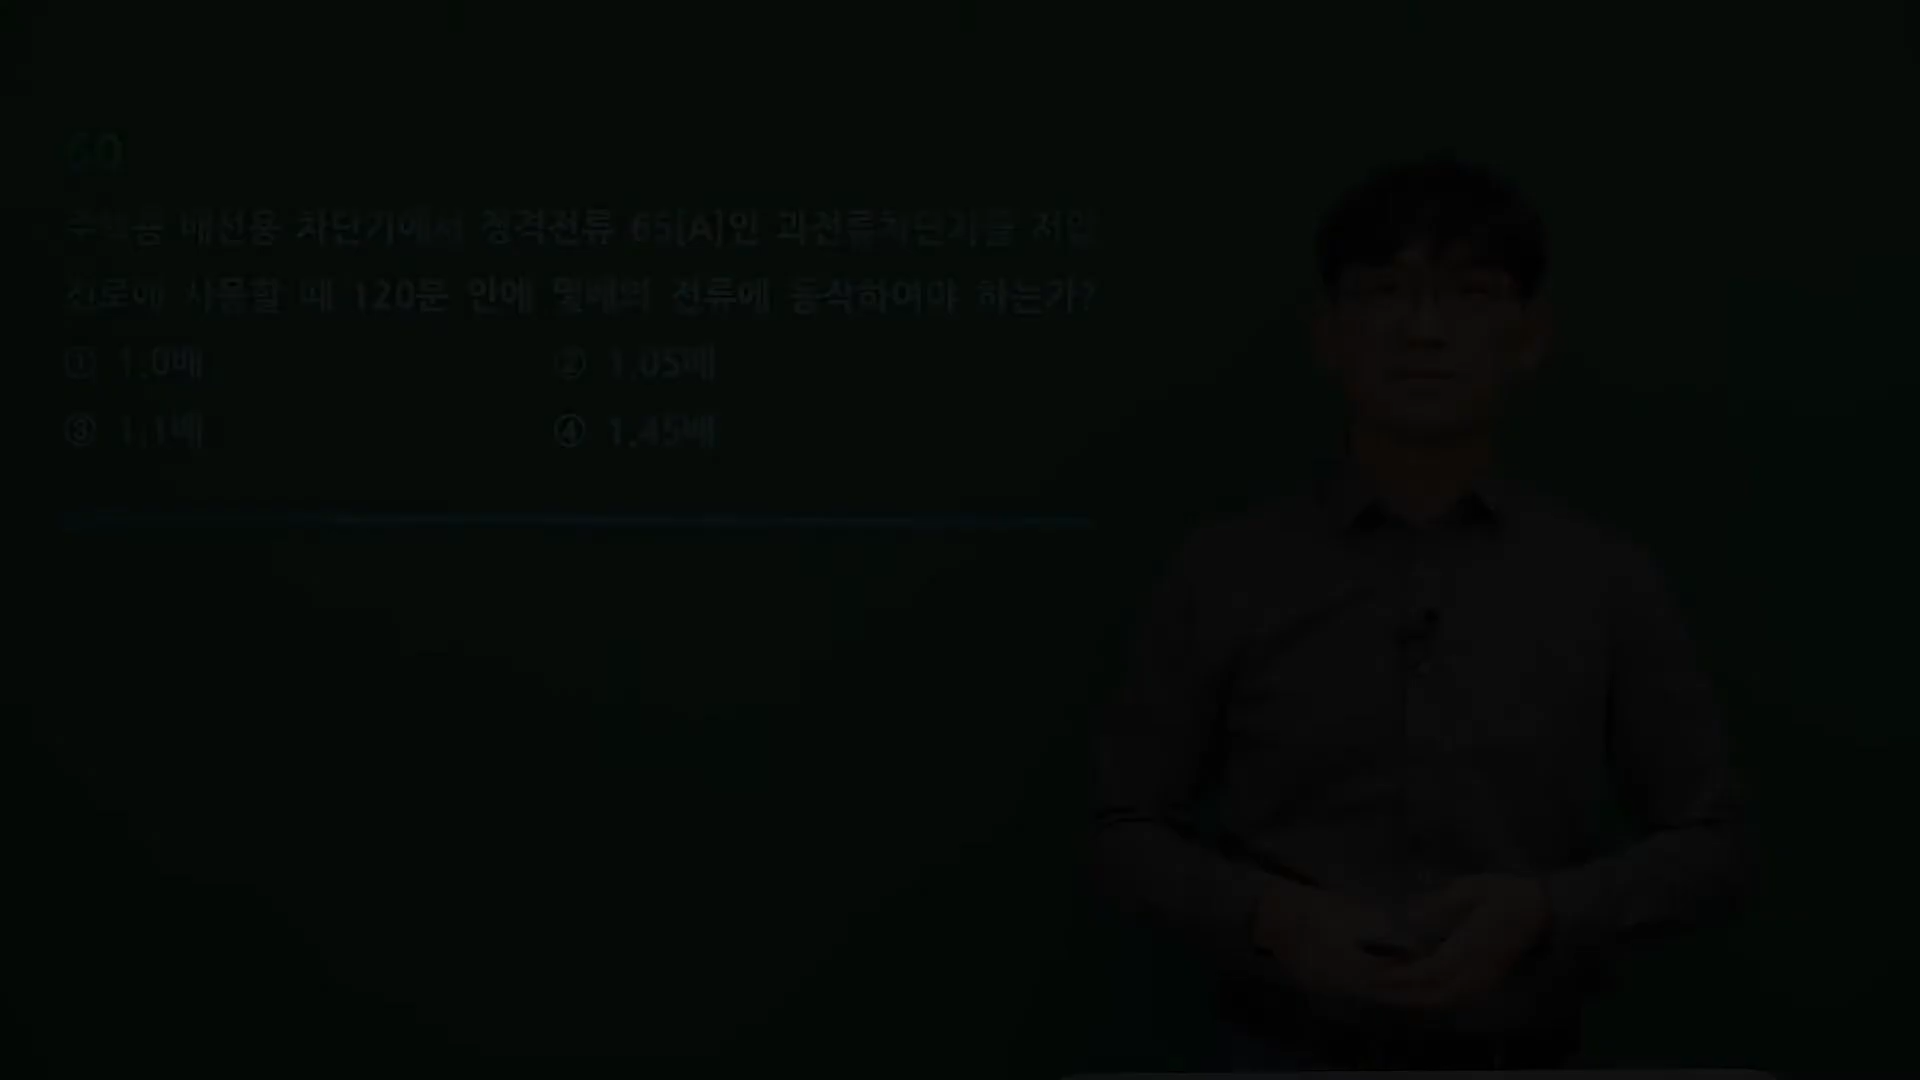 60
주택용 배선용 차단기에서 정격전류 65[A]인 과전류차단기를 저압
전로에 사용할 때 120분 안에 몇배의 전류에 동작하여야 하는가?
① 1.0배 ② 1.05배
③ 1.1배 ④ 1.45배